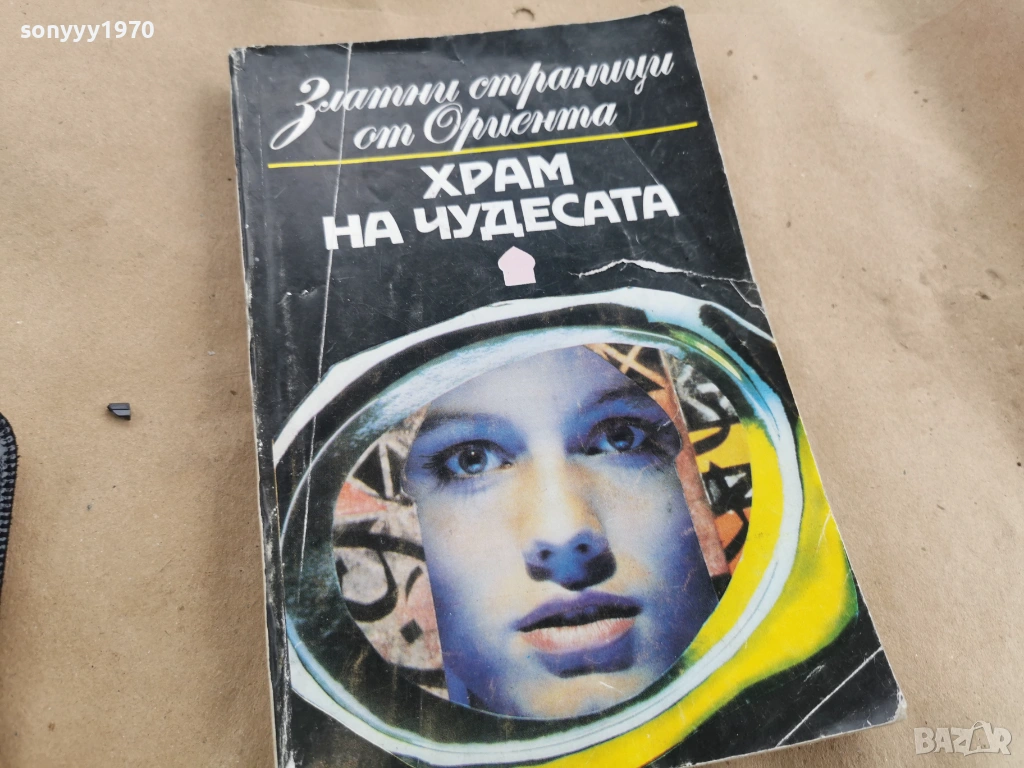 sonyyy1970
Златни страници
от Ориента
ХРАМ
НА ЧУДЕСАТА
BAZAR